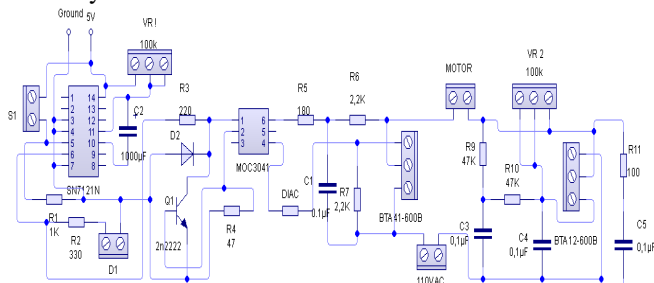 Ground 5V
VR !
100k
S1
1 14
2 13
3 12
4 11
5 10
6 9
7 8
SN7121N
C2
+
1000µF
R3
220
D2
Q1
2n2222
R1
1K
R2
330
D1
R4
47
1 6
2 5
3 4
MOC3041
DIAC
R5
180
R6
2,2K
C1
0.1µF
R7
2,2K
BTA41-600B
110VAC
MOTOR
VR 2
100k
R9
47K
R10
47K
C3
0,1µF
C4
0,1µF
BTA12-600B
R11
100
C5
0,1µF